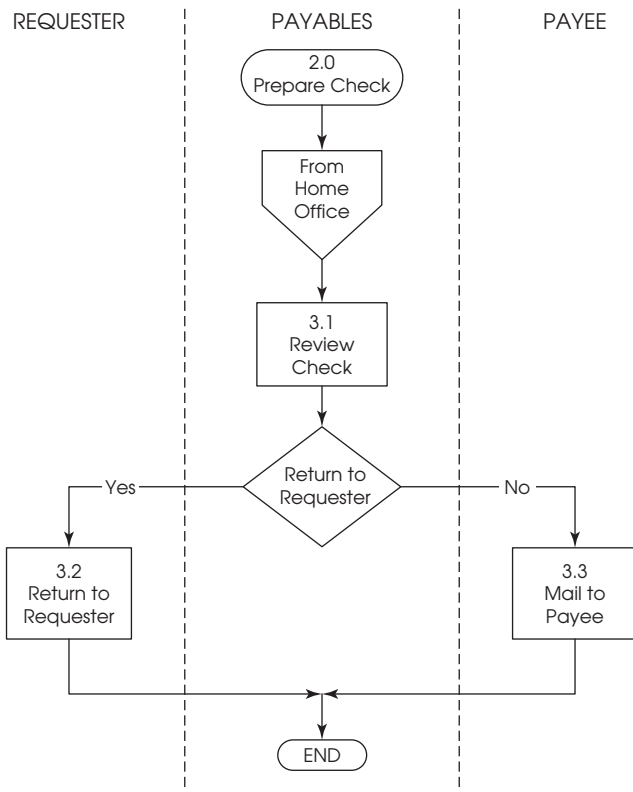 REQUESTER
PAYABLES
PAYEE
2.0
Prepare Check
From
Home
Office
3.1
Review
Check
Return to
Requester
Yes
No
3.2
Return to
Requester
3.3
Mail to
Payee
END